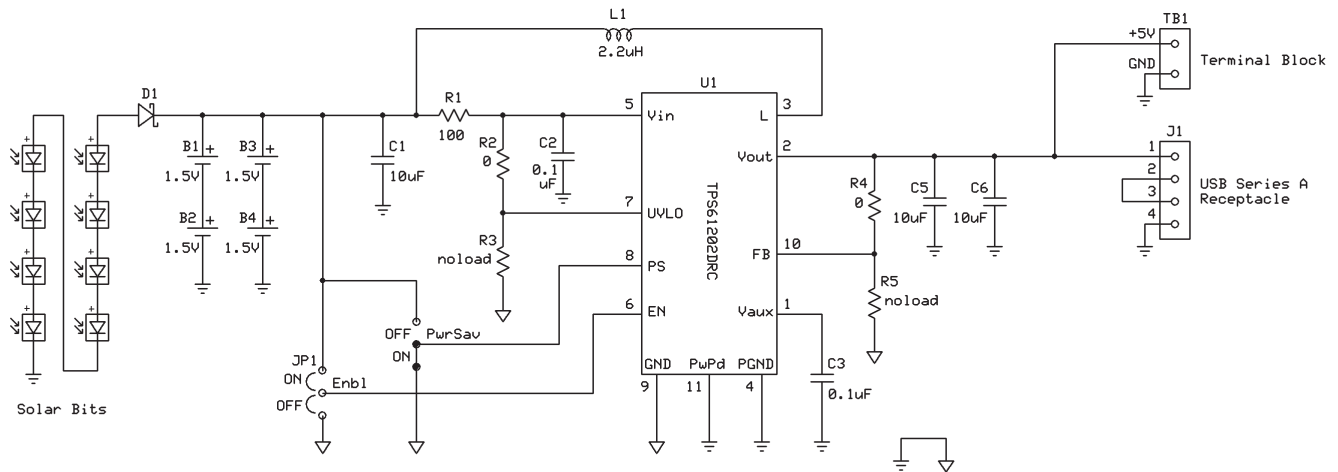 L1
2.2uH
TB1
+5V
GND
Terminal Block
D1
R1
100
U1
5
Vin
3
L
J1
1
2
3
4
USB Series A
Receptacle
+
+
+
+
+
+
+
+
B1
+
1.5V
B3
+
1.5V
B2
+
1.5V
B4
+
1.5V
C1
10uF
R2
0
C2
0.1
uF
2
Vout
R4
0
C5
10uF
C6
10uF
7
UVLO
TPS61202DRC
R3
noload
8
PS
10
FB
R5
noload
6
EN
1
Vaux
OFF
PwrSav
ON
JP1
ON
Enbl
OFF
GND
PwPd
PGND
9
11
4
C3
0.1uF
Solar Bits